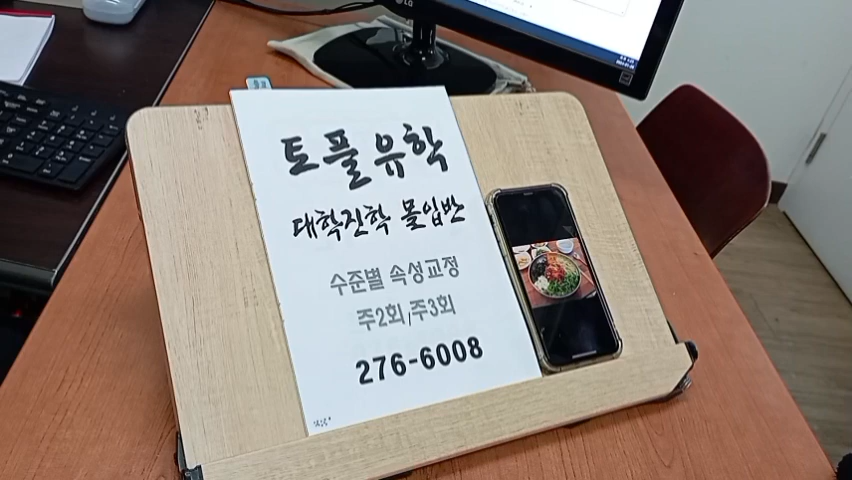 토플유학
대학진학 몰입반
수준별 속성교정
주2회,주3회
276-6008